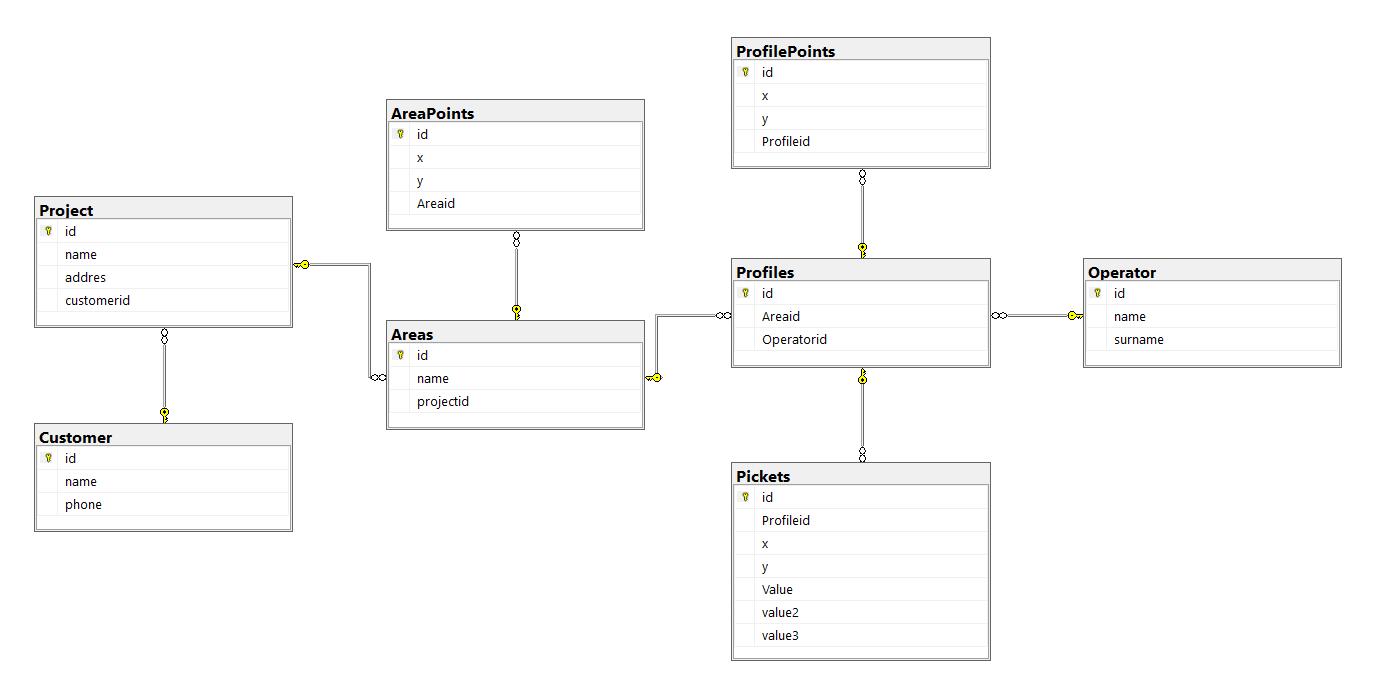 Project
id
name
addres
customerid
Customer
id
name
phone
AreaPoints
id
x
y
Areaid
Areas
id
name
projectid
ProfilePoints
id
x
y
Profileid
Profiles
id
Areaid
Operatorid
Pickets
id
Profileid
x
y
Value
value2
value3
Operator
id
name
surname